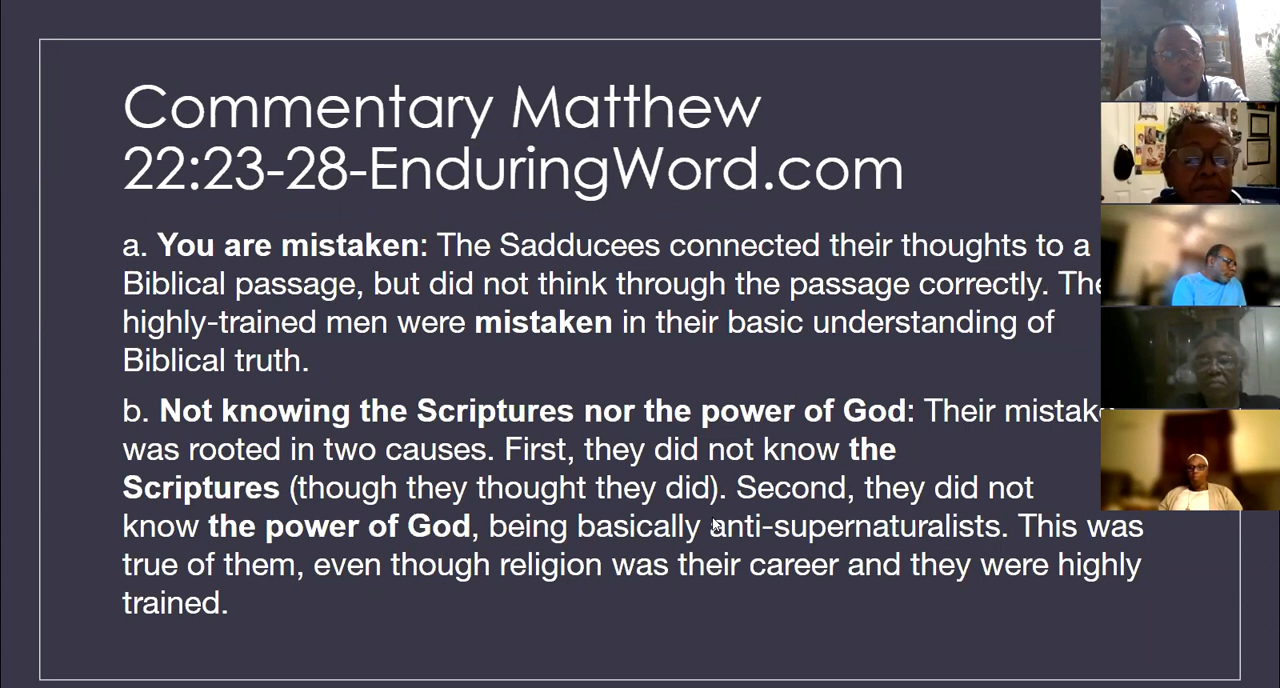 Commentary Matthew
22:23-28-EnduringWord.com
a. You are mistaken: The Sadducees connected their thoughts to a
Biblical passage, but did not think through the passage correctly.
highly-trained men were mistaken in their basic understanding of
Biblical truth.
b. Not knowing the Scriptures nor the power of God: Their
was rooted in two causes. First, they did not know the
Scriptures (though they thought they did). Second, they did not
know the power of God, being basically anti-supernaturalists. This was
true of them, even though religion was their career and they were highly
trained.